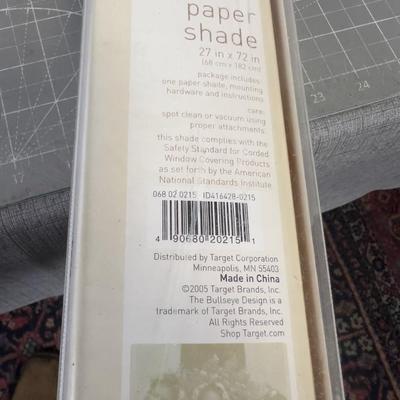 paper
shade
27 in x 72 in
(68 cm x 182 cm)
package includes:
one paper shade, mounting
hardware and instructions
care:
spot clean or vacuum using
proper attachments.
this shade complies with the
Safety Standard for Corded
Window Covering Products
as set forth by the American
National Standards Institute
068 02 0215 ID416428-0215
4 90680 20215 1
Distributed by Target Corporation
Minneapolis, MN 55403
Made in China
©2005 Target Brands, Inc.
The Bullseye Design is a
trademark of Target Brands, Inc.
All Rights Reserved
Shop Target.com
23
24